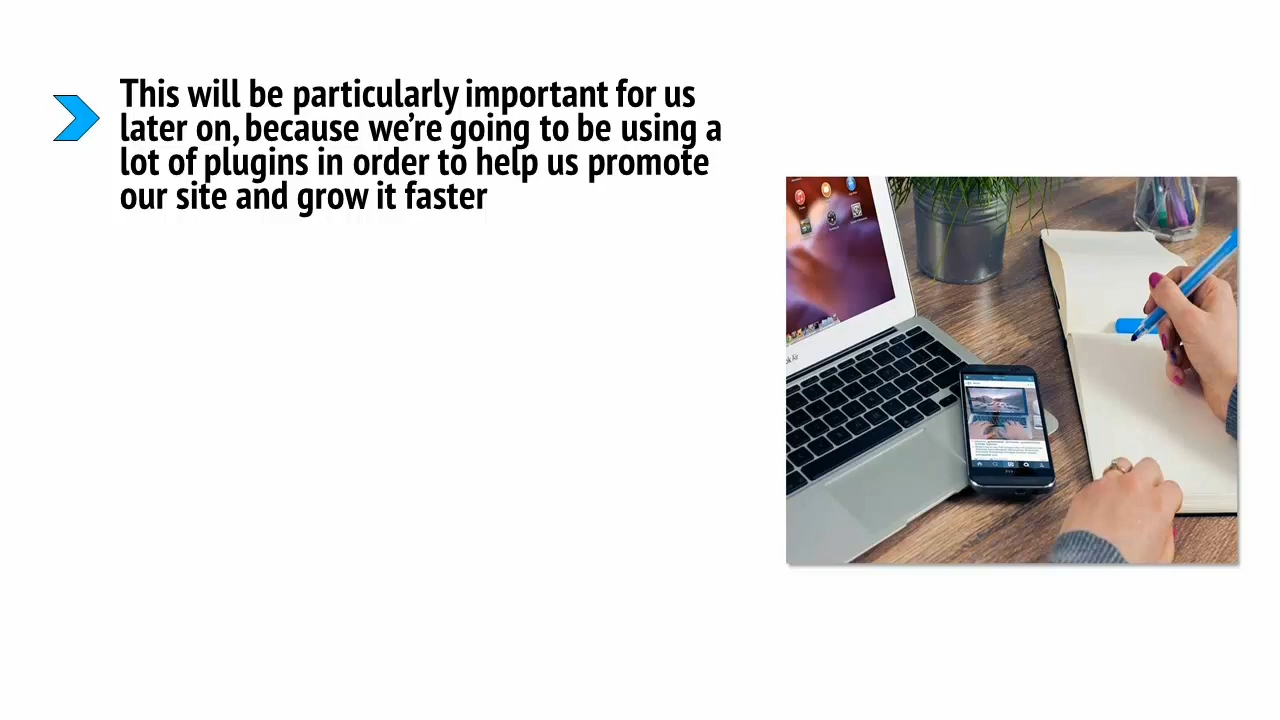 This will be particularly important for us
later on, because we're going to be using a
lot of plugins in order to help us promote
our site and grow it faster